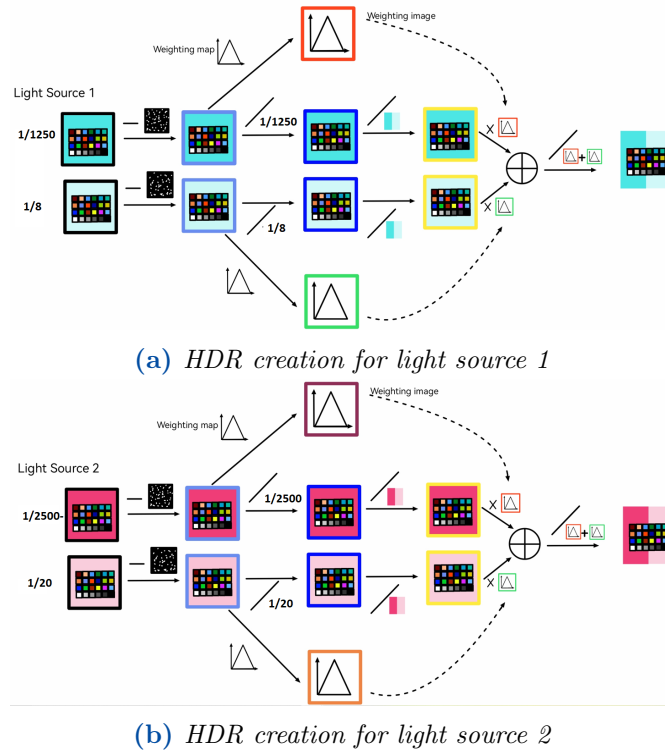 Weighting image
Weighting map
Light Source 1
1/1250
1/1250
X
+
1/8
1/8
X
(a) HDR creation for light source 1
Weighting image
Weighting map
Light Source 2
1/2500-
1/2500
X
+
1/20
1/20
X
(b) HDR creation for light source 2